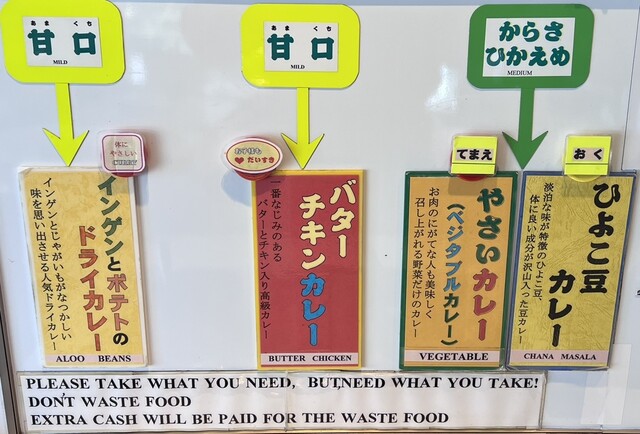 あま くち
甘口
MILD
あま くち
甘口
MILD
からさ
ひかえめ
MEDIUM
体に
やさしい
CURRY
お子様も
だいすき
てまえ
おく
インゲンとポテトの
ドライカレー
インゲンとじゃがいもがなつかしい
味を思い出させる人気ドライカレー
ALOO BEANS
バター
チキンカレー
一番なじみのある
バターとチキン入り高級カレー
BUTTER CHICKEN
やさいカレー
(ベジタブルカレー)
お肉のにがてな人も美味しく
召し上がれる野菜だけのカレー
VEGETABLE
ひよこ豆
カレー
淡泊な味が特徴のひよこ豆、
体に良い成分が沢山入った豆カレー
CHANA MASALA
PLEASE TAKE WHAT YOU NEED, BUT,NEED WHAT YOU TAKE!
DON'T WASTE FOOD
EXTRA CASH WILL BE PAID FOR THE WASTE FOOD